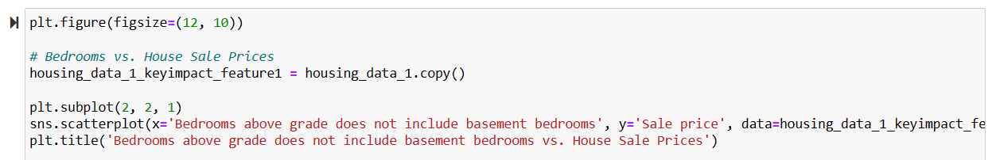 plt.figure(figsize=(12, 10))
# Bedrooms vs. House Sale Prices
housing_data_1_keyimpact_feature1 = housing_data_1.copy()
plt.subplot(2, 2, 1)
sns.scatterplot(x='Bedrooms above grade does not include basement bedrooms', y='Sale price', data=housing_data_1_keyimpact_fe
plt.title('Bedrooms above grade does not include basement bedrooms vs. House Sale Prices')